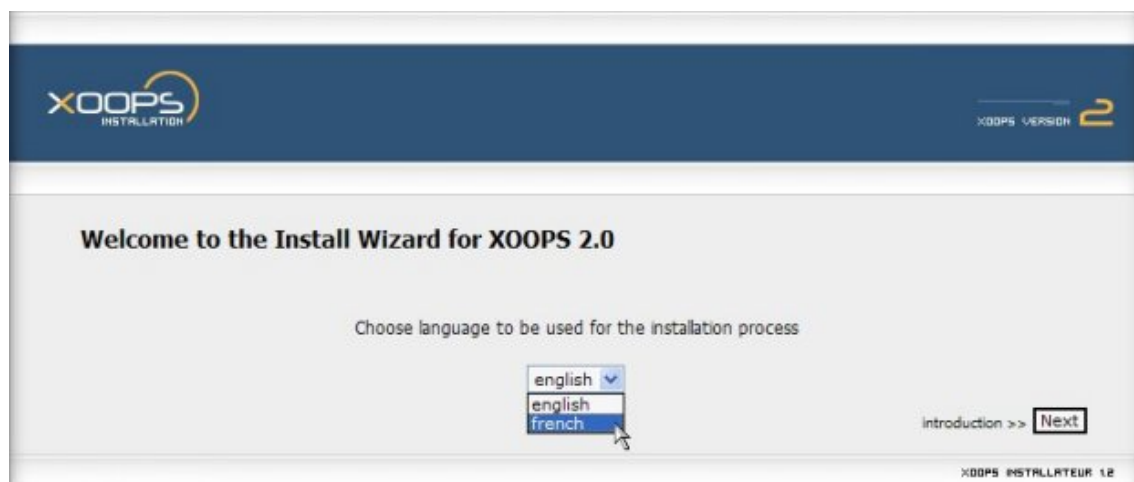 XOOPS
INSTALLATION
XOOPS VERSION 2
Welcome to the Install Wizard for XOOPS 2.0
Choose language to be used for the installation process
english
english
french
introduction >> Next
XOOPS INSTALLATEUR 1.2